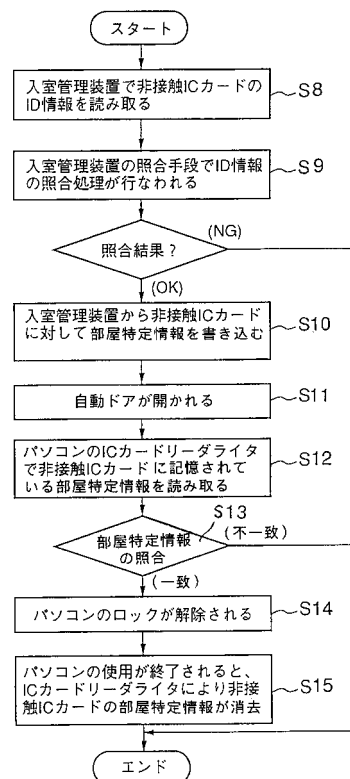 スタート
入室管理装置で非接触ICカードの
ID情報を読み取る
S8
入室管理装置の照合手段でID情報
の照合処理が行なわれる
S9
照合結果?
(NG)
(OK)
入室管理装置から非接触ICカード
に対して部屋特定情報を書き込む
S10
自動ドアが開かれる
S11
パソコンのICカードリーダライタ
で非接触ICカードに記憶されて
いる部屋特定情報を読み取る
S12
S13
部屋特定情報
の照合
(不一致)
(一致)
パソコンのロックが解除される
S14
パソコンの使用が終了されると、
ICカードリーダライタにより非接
触ICカードの部屋特定情報が消去
S15
エンド